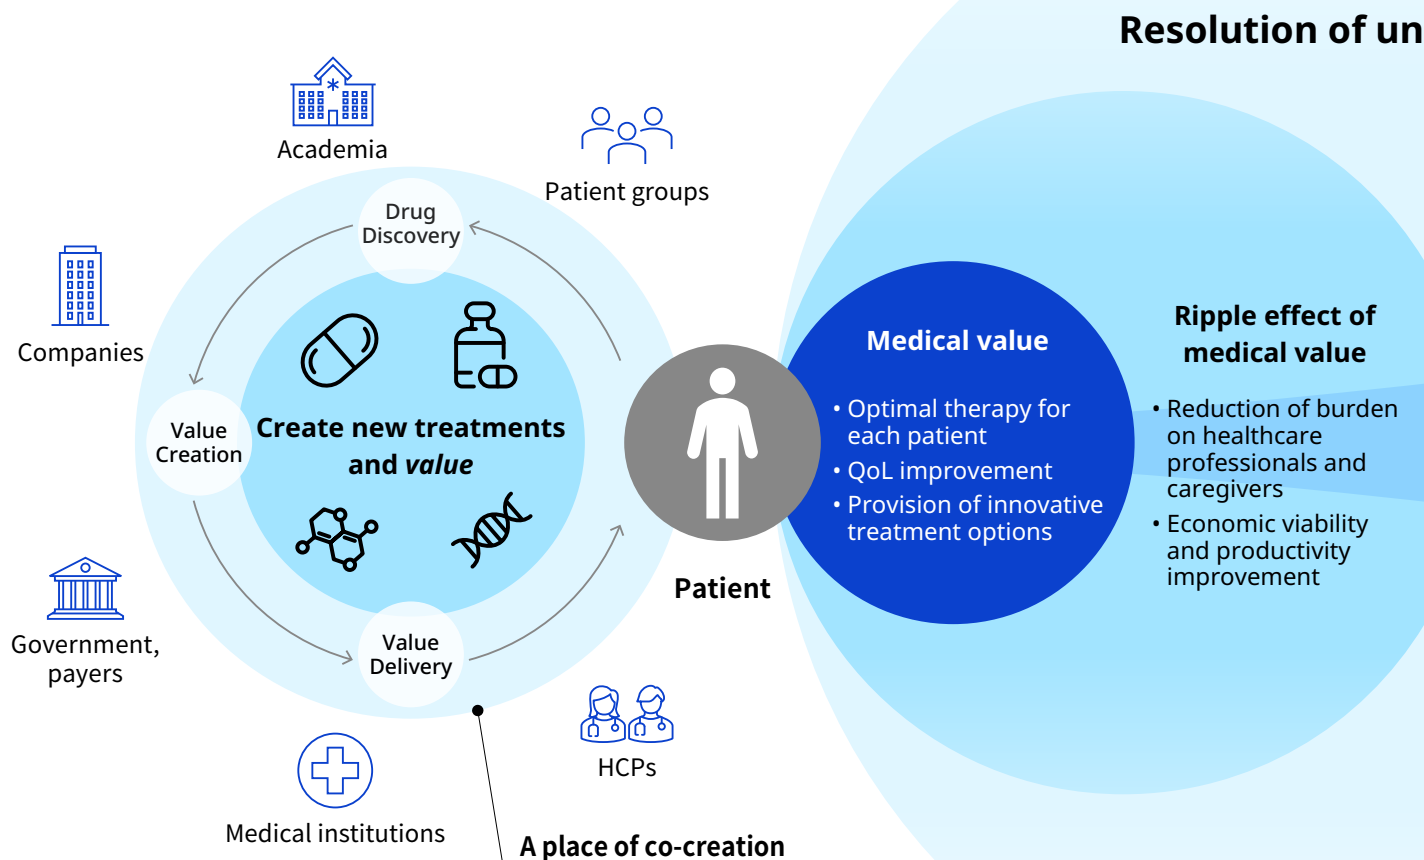 Resolution of un
Academia
Patient groups
Drug
Discovery
Companies
Value
Creation
Create new treatments
and value
Government,
payers
Value
Delivery
Medical institutions
HCPs
A place of co-creation
Patient
Medical value
• Optimal therapy for
each patient
• QoL improvement
• Provision of innovative
treatment options
Ripple effect of
medical value
• Reduction of burden
on healthcare
professionals and
caregivers
• Economic viability
and productivity
improvement